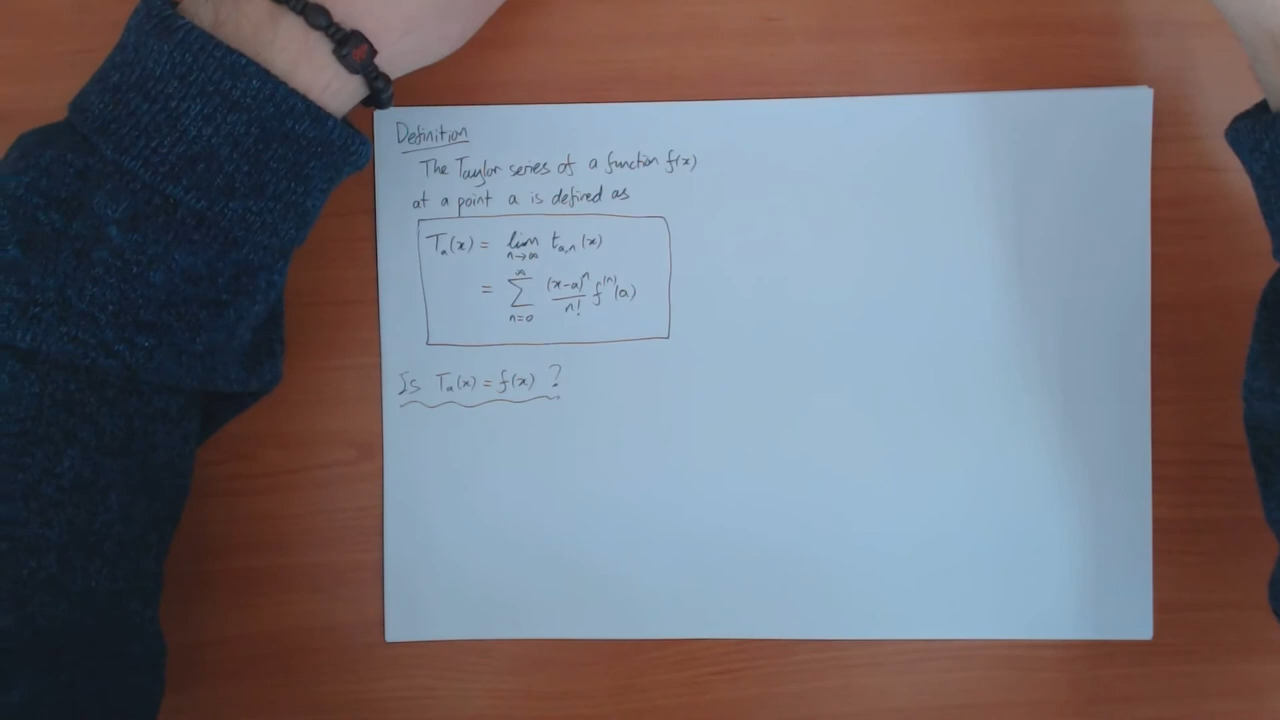 Definition
The Taylor series of a function f(x)
at a point a is defined as
Tₐ(x) = lim n→∞ tₐ,ₙ(x)
= ∑ n=0 ∞ (x-a)ⁿ/n! f⁽ⁿ⁾(a)
Is Tₐ(x) = f(x) ?